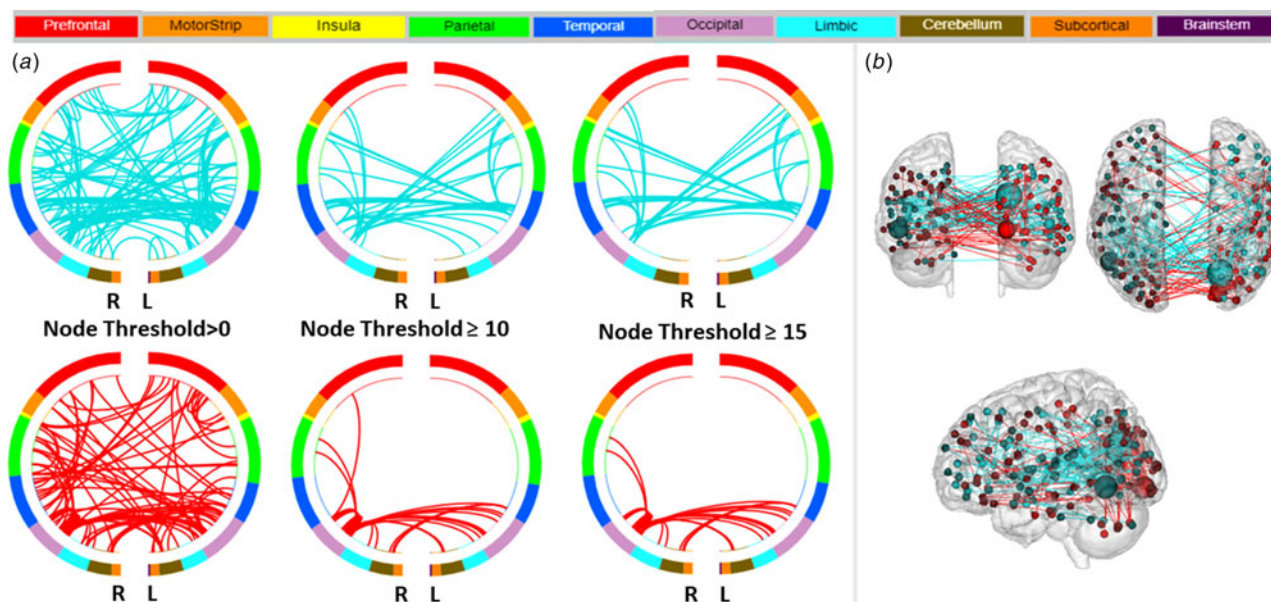 Prefrontal MotorStrip Insula Parietal Temporal Occipital Limbic Cerebellum Subcortical Brainstem
(a) (b)
R L R L R L
Node Threshold>0 Node Threshold ≥ 10 Node Threshold ≥ 15
R L R L R L